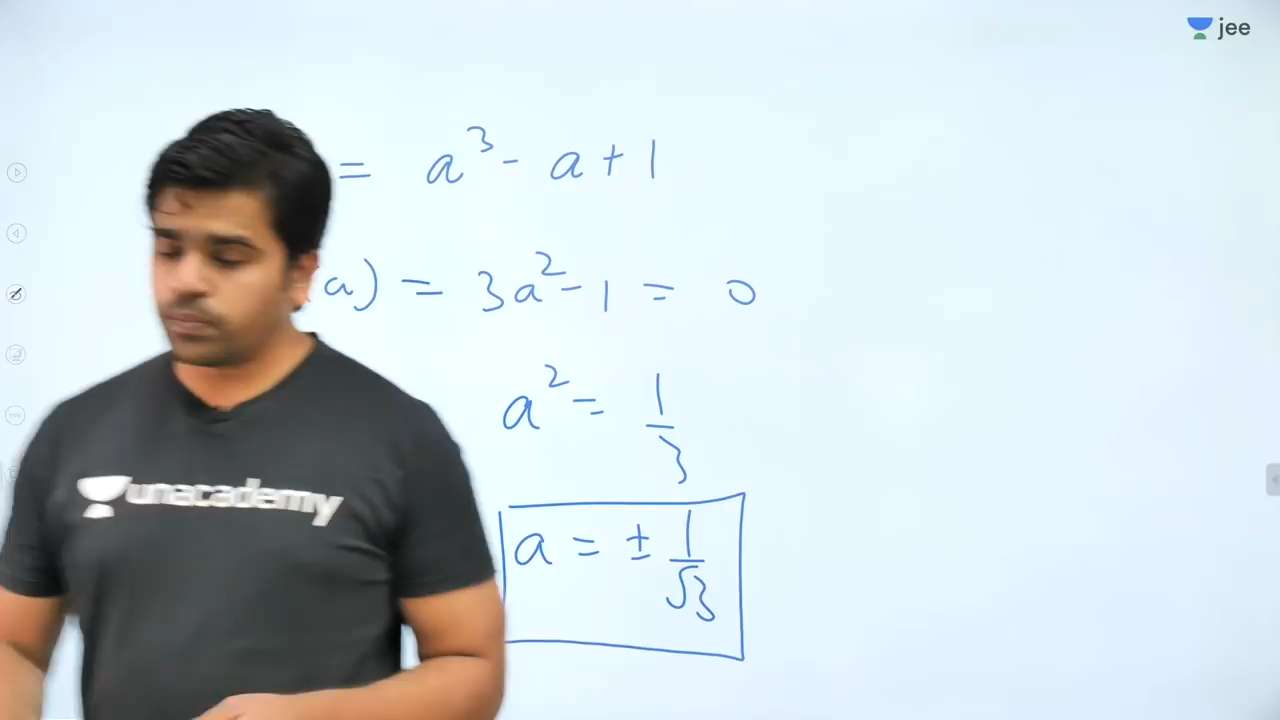 jee
= a³ - a + 1
a) = 3a² - 1 = 0
a² = 1/3
unacademy
a = ± 1/√3